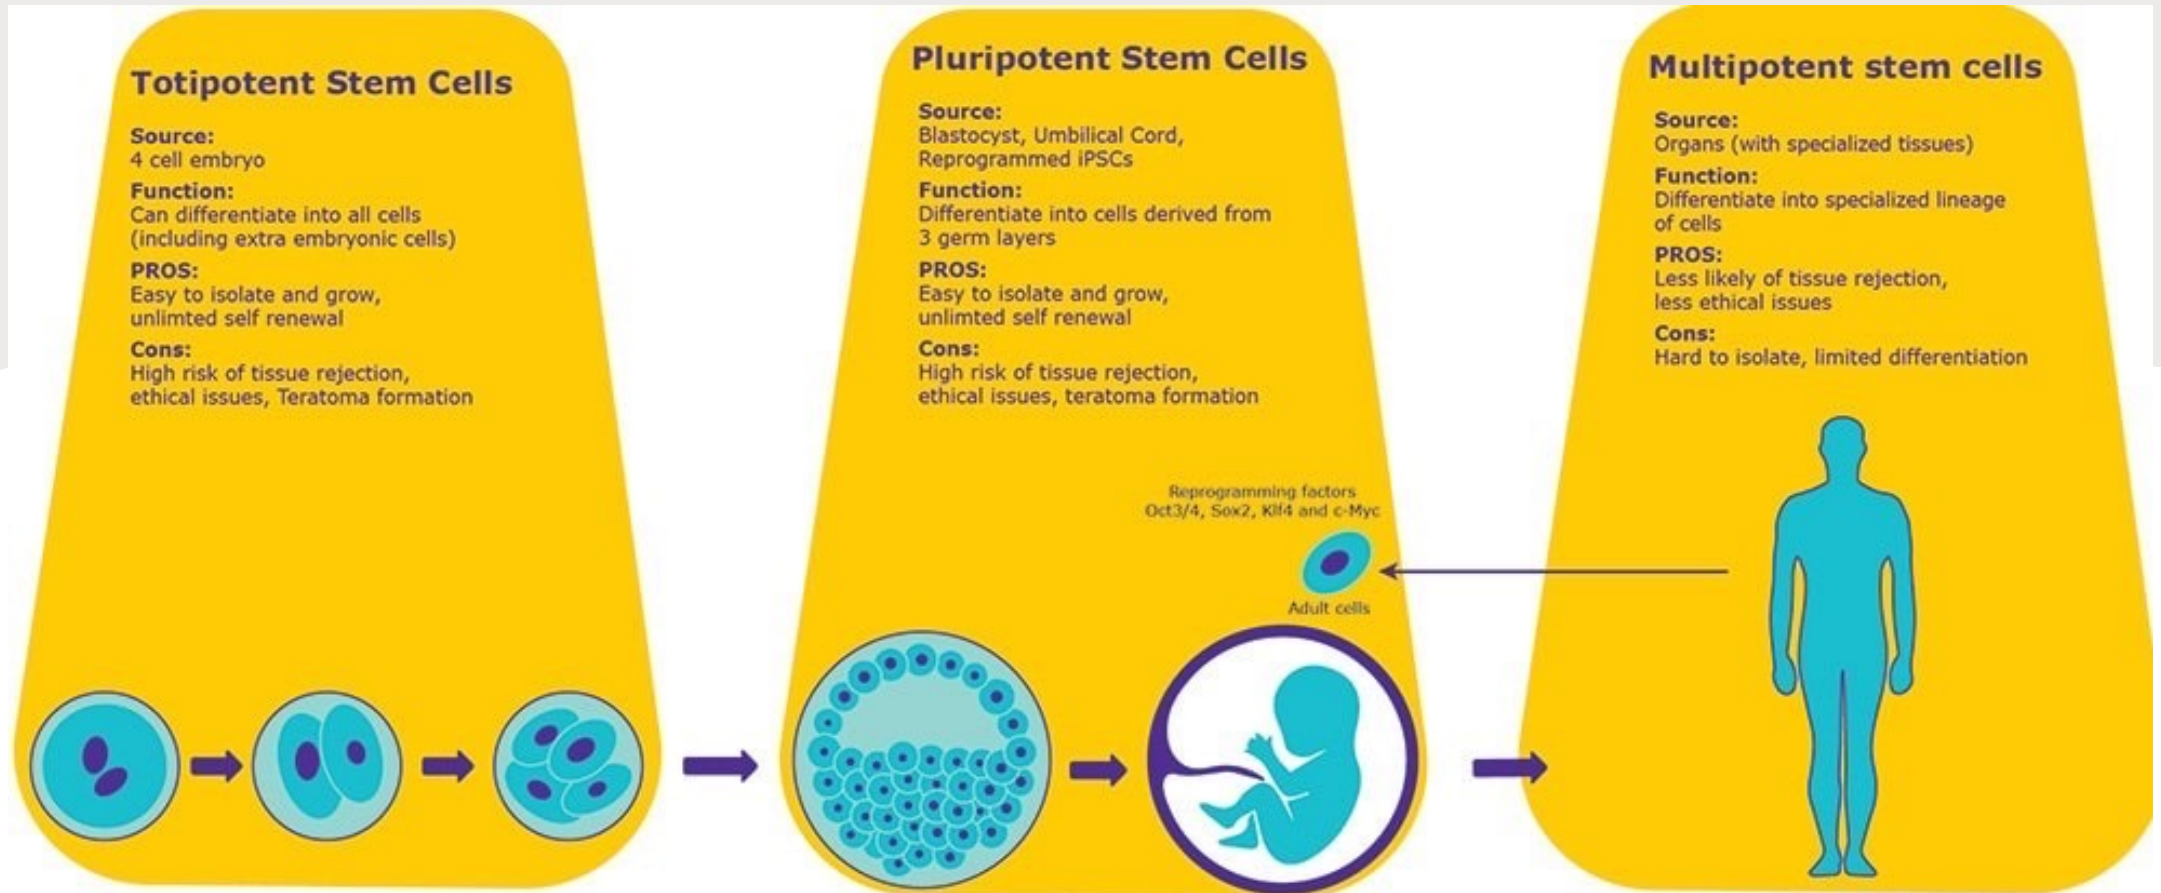 Totipotent Stem Cells
Source:
4 cell embryo
Function:
Can differentiate into all cells
(including extra embryonic cells)
PROS:
Easy to isolate and grow,
unlimted self renewal
Cons:
High risk of tissue rejection,
ethical issues, Teratoma formation
Pluripotent Stem Cells
Source:
Blastocyst, Umbilical Cord,
Reprogrammed iPSCs
Function:
Differentiate into cells derived from
3 germ layers
PROS:
Easy to isolate and grow,
unlimted self renewal
Cons:
High risk of tissue rejection,
ethical issues, teratoma formation
Reprogramming factors
Oct3/4, Sox2, Klf4 and c-Myc
Adult cells
Multipotent stem cells
Source:
Organs (with specialized tissues)
Function:
Differentiate into specialized lineage
of cells
PROS:
Less likely of tissue rejection,
less ethical issues
Cons:
Hard to isolate, limited differentiation